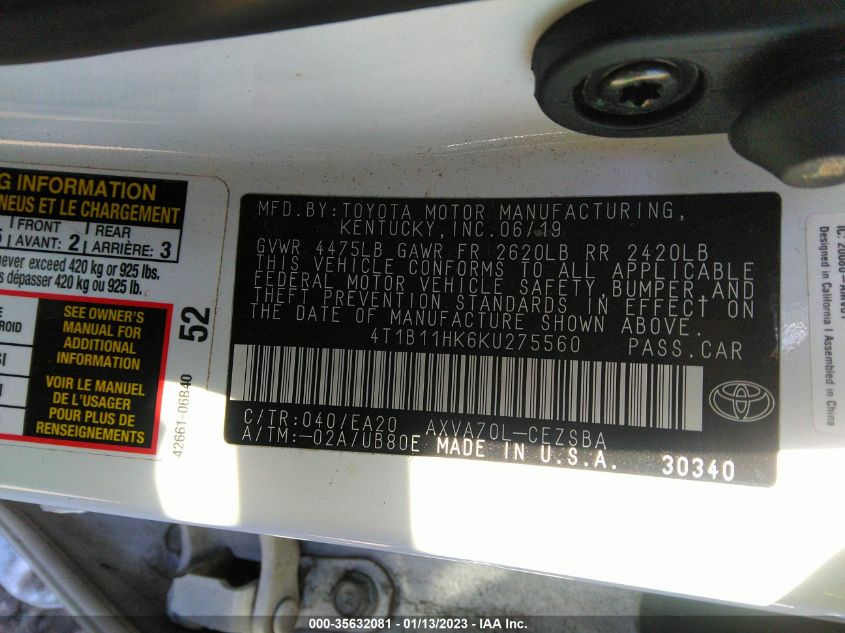 G INFORMATION
NEUS ET LE CHARGEMENT
FRONT
AVANT: 2
REAR
ARRIÈRE: 3
never exceed 420 kg or 925 lbs.
dépasser 420 kg ou 925 lb.
SEE OWNER'S
MANUAL FOR
ADDITIONAL
INFORMATION
VOIR LE MANUEL
DE L'USAGER
POUR PLUS DE
RENSEIGNEMENTS
52
42661-06B40
MFD.BY:TOYOTA MOTOR MANUFACTURING,
KENTUCKY, INC.06/19
GVWR 4475LB GAWR FR 2620LB RR 2420LB
THIS VEHICLE CONFORMS TO ALL APPLICABLE
FEDERAL MOTOR VEHICLE SAFETY, BUMPER, AND
THEFT PREVENTION STANDARDS IN EFFECT ON
THE DATE OF MANUFACTURE SHOWN ABOVE.
4T1B11HK6KU275560 PASS.CAR
C/TR:040/EA20 AXVA70L-CEZSBA
A/TM:-02A/UB80E MADE IN U.S.A. 30340
Designed in California | Assembled in
China
000-35632081 - 01/13/2023 - IAA Inc.